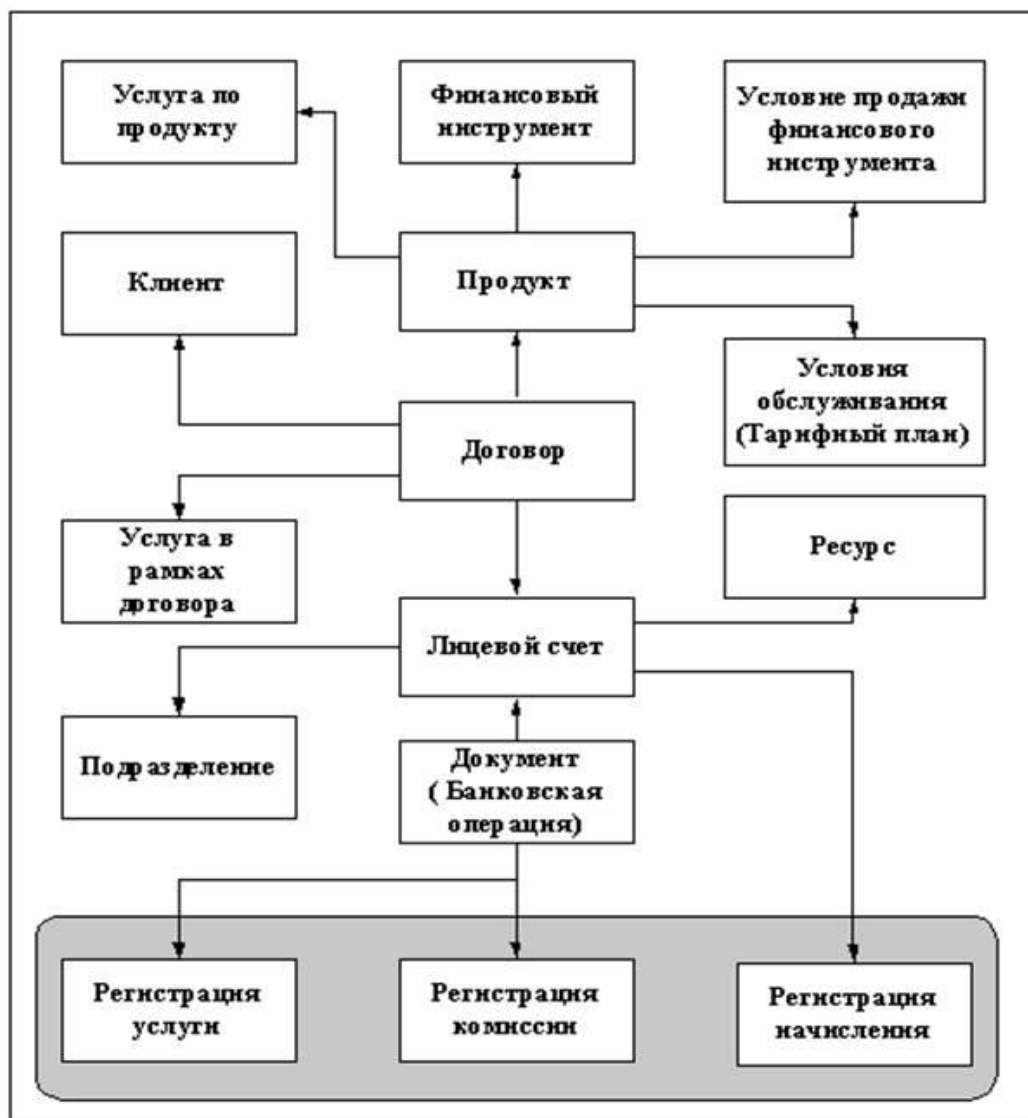 Услуга по
продукту
Финансовый
инструмент
Условие продажи
финансового
инструмента
Клиент
Продукт
Условия
обслуживания
(Тарифный план)
Договор
Услуга в
рамках
договора
Ресурс
Лицевой счет
Подразделение
Документ
( Банковская
операция)
Регистрация
услуги
Регистрация
комиссии
Регистрация
начисления